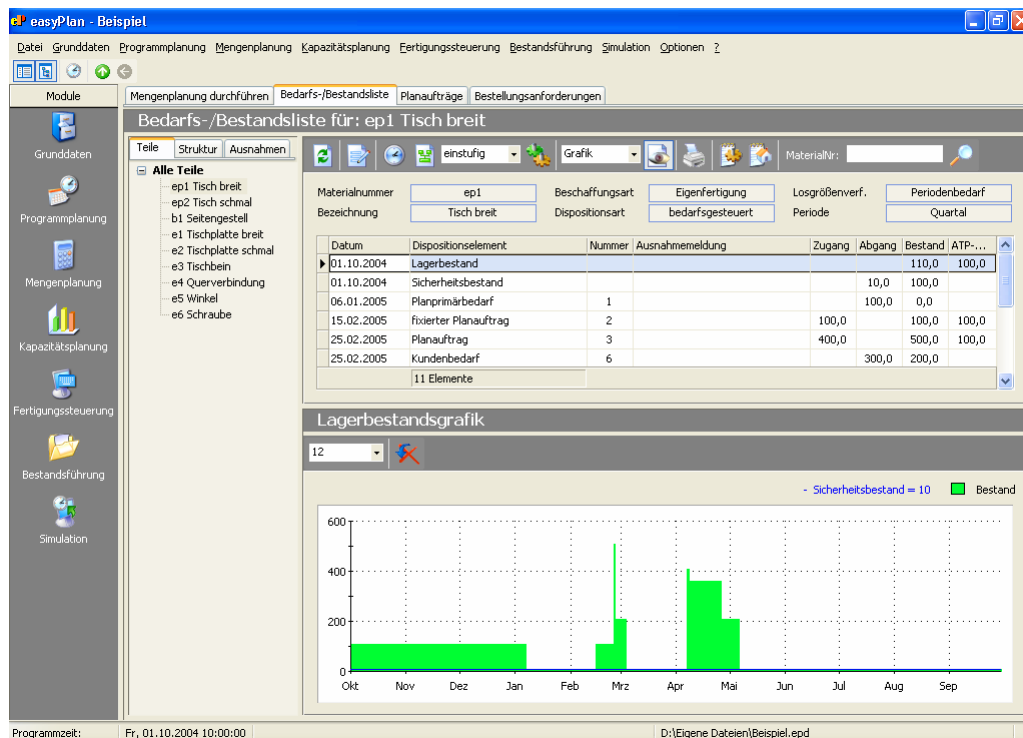 eP easyPlan - Beispiel
Datei Grunddaten Programmplanung Mengenplanung Kapazitätsplanung Fertigungssteuerung Bestandsführung Simulation Optionen ?
Module
Mengenplanung durchführen Bedarfs-/Bestandsliste Planaufträge Bestellungsanforderungen
Bedarfs-/Bestandsliste für: ep1 Tisch breit
Grunddaten
Programmplanung
Mengenplanung
Kapazitätsplanung
Fertigungssteuerung
Bestandsführung
Simulation
Teile Struktur Ausnahmen
Alle Teile
ep1 Tisch breit
ep2 Tisch schmal
b1 Seitengestell
e1 Tischplatte breit
e2 Tischplatte schmal
e3 Tischbein
e4 Querverbindung
e5 Winkel
e6 Schraube
einstufig Grafik MaterialNr:
Materialnummer ep1 Beschaffungsart Eigenfertigung Losgrößenverf. Periodenbedarf
Bezeichnung Tisch breit Dispositionsart bedarfsgesteuert Periode Quartal
Datum Dispositionselement Nummer Ausnahmemeldung Zugang Abgang Bestand ATP-...
01.10.2004 Lagerbestand 110,0 100,0
01.10.2004 Sicherheitsbestand 10,0 100,0
06.01.2005 Planprimärbedarf 1 100,0 0,0
15.02.2005 fixierter Planauftrag 2 100,0 100,0 100,0
25.02.2005 Planauftrag 3 400,0 500,0 100,0
25.02.2005 Kundenbedarf 6 300,0 200,0
11 Elemente
Lagerbestandsgrafik
12
- Sicherheitsbestand = 10 Bestand
600
400
200
0
Okt Nov Dez Jan Feb Mrz Apr Mai Jun Jul Aug Sep
Programmzeit: Fr, 01.10.2004 10:00:00 D:\Eigene Dateien\Beispiel.epd